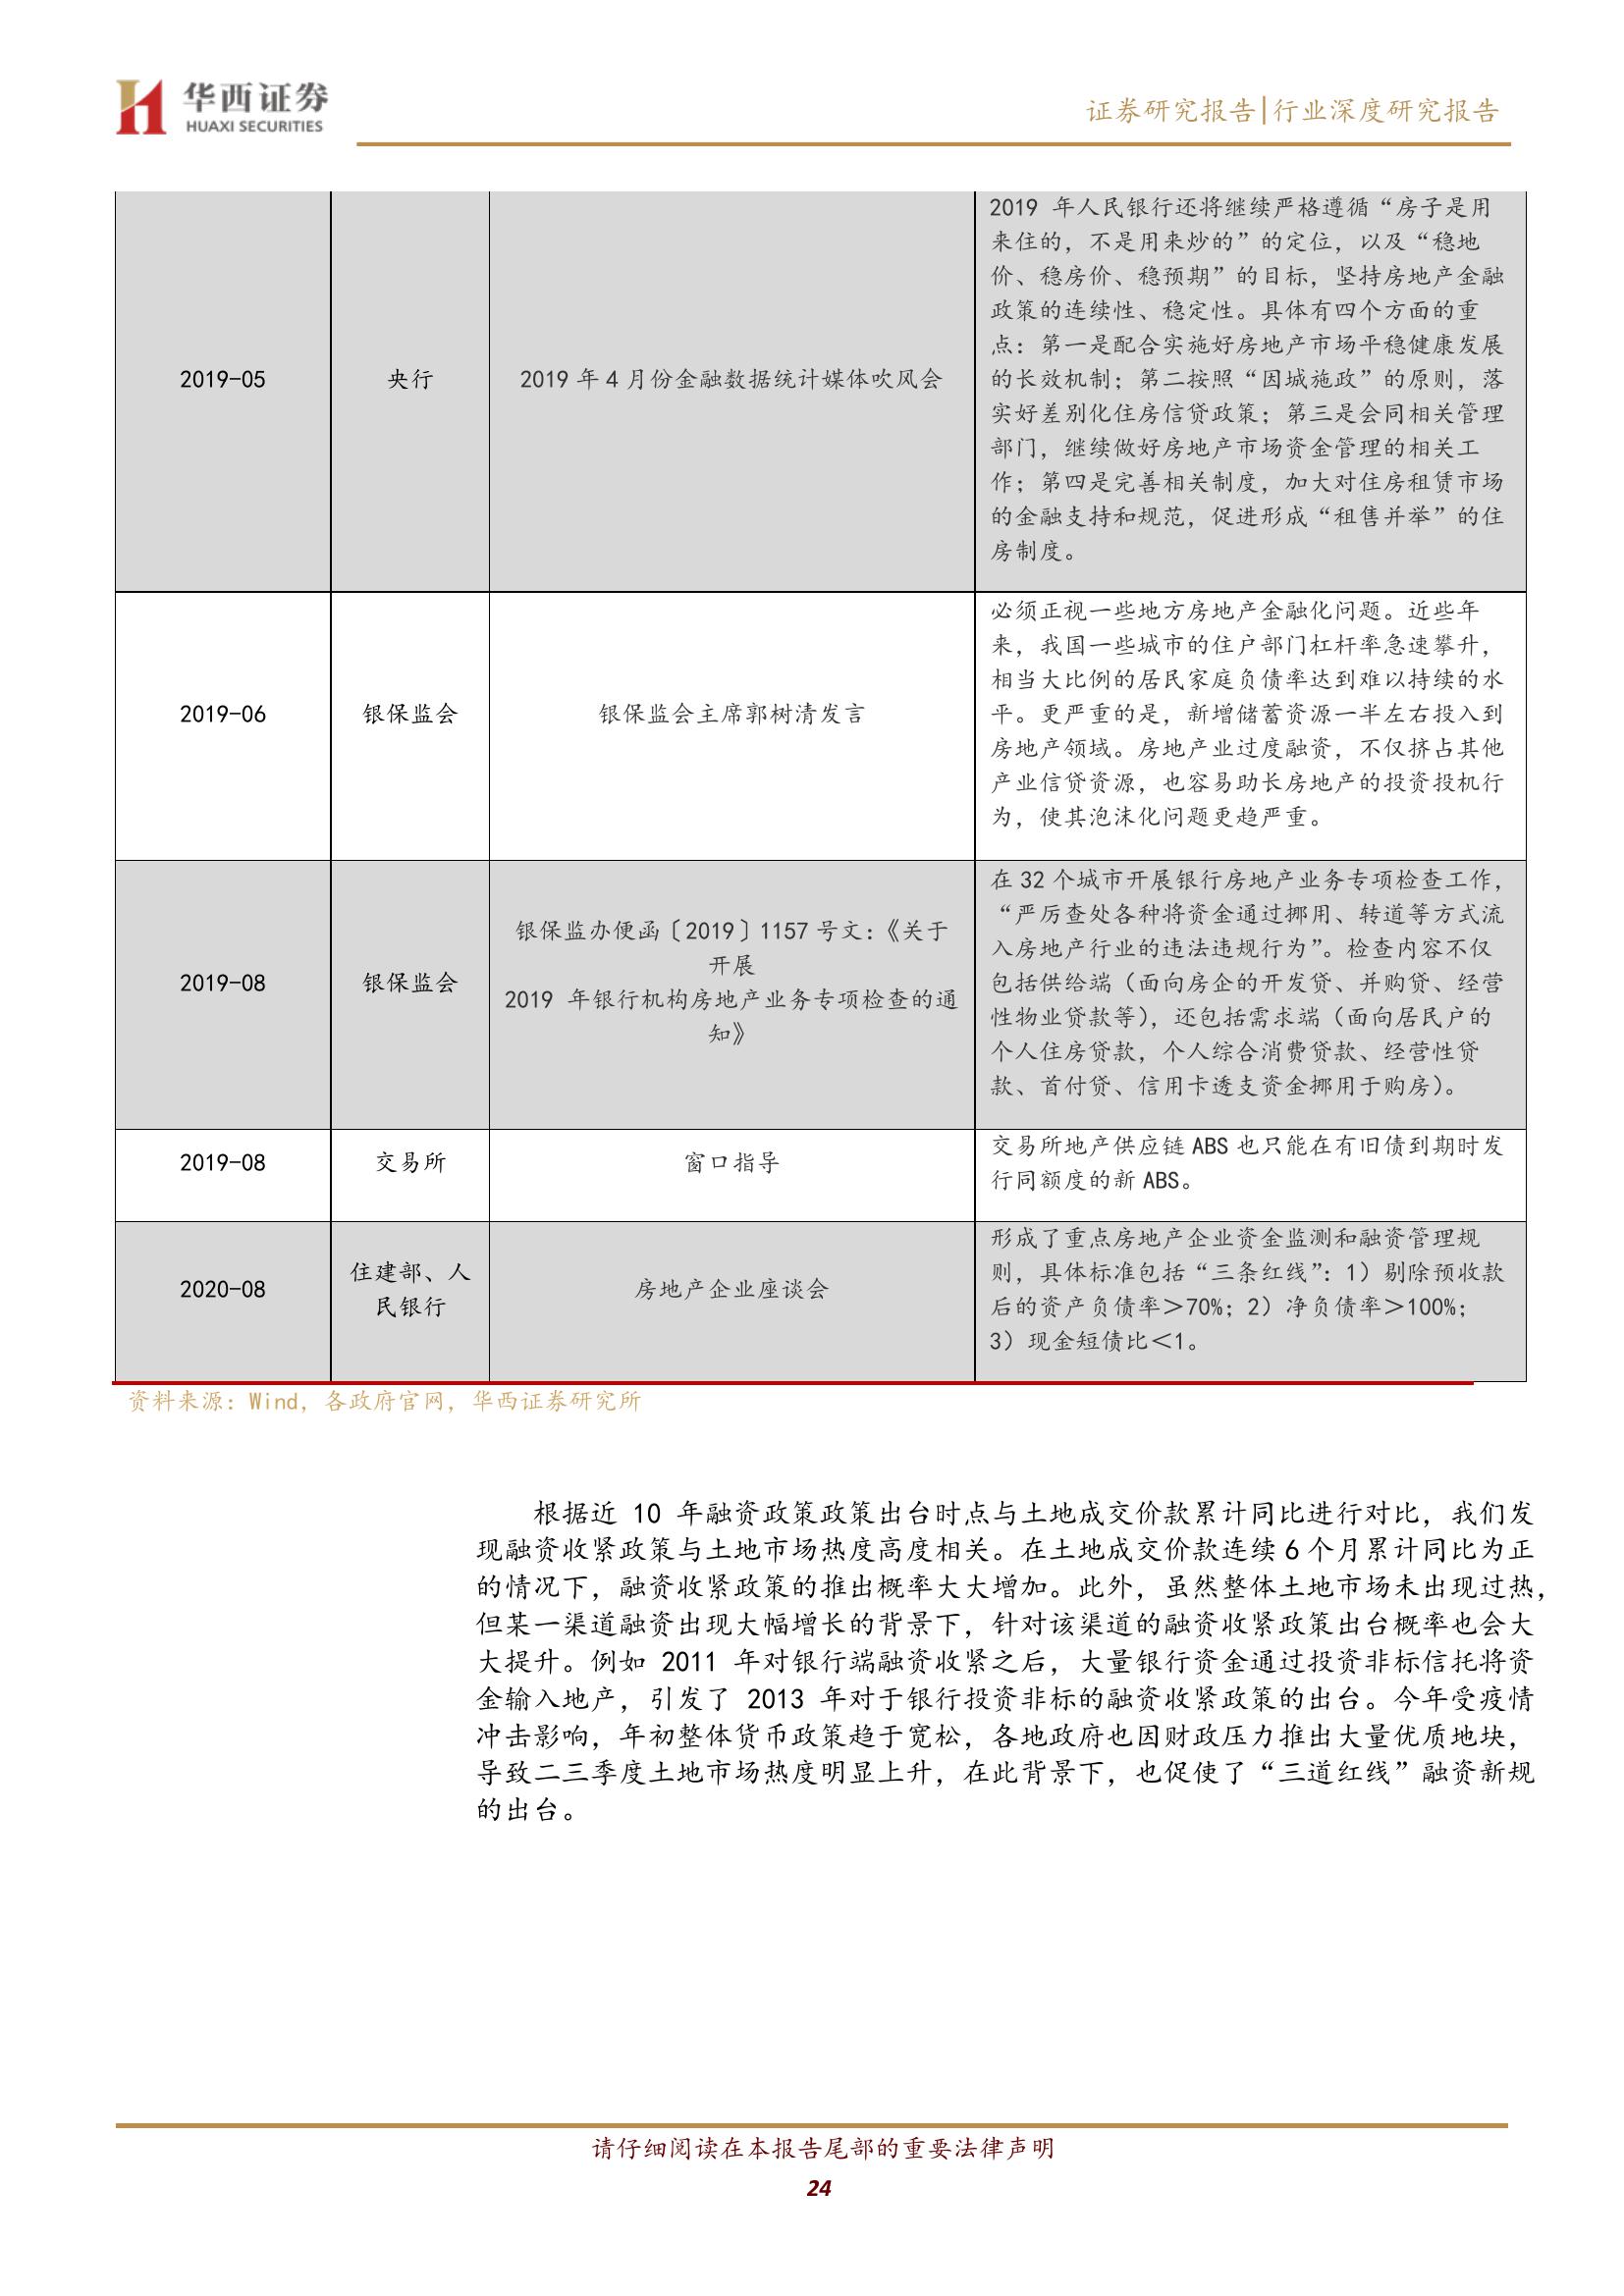 华西证券
HUAXI SECURITIES
证券研究报告|行业深度研究报告
2019-05
央行
2019 年 4 月份金融数据统计媒体吹风会
2019 年人民银行还将继续严格遵循“房子是用
来住的，不是用来炒的”的定位，以及“稳地
价、稳房价、稳预期”的目标，坚持房地产金融
政策的连续性、稳定性。具体有四个方面的重
点：第一是配合实施好房地产市场平稳健康发展
的长效机制；第二按照“因城施政”的原则，落
实好差别化住房信贷政策；第三是会同相关管理
部门，继续做好房地产市场资金管理的相关工
作；第四是完善相关制度，加大对住房租赁市场
的金融支持和规范，促进形成“租售并举”的住
房制度。
2019-06
银保监会
银保监会主席郭树清发言
必须正视一些地方房地产金融化问题。近些年
来，我国一些城市的住户部门杠杆率急速攀升，
相当大比例的居民家庭负债率达到难以持续的水
平。更严重的是，新增储蓄资源一半左右投入到
房地产领域。房地产业过度融资，不仅挤占其他
产业信贷资源，也容易助长房地产的投资投机行
为，使其泡沫化问题更趋严重。
2019-08
银保监会
银保监办便函〔2019〕1157 号文：《关于
开展
2019 年银行机构房地产业务专项检查的通
知》
在 32 个城市开展银行房地产业务专项检查工作，
“严厉查处各种将资金通过挪用、转道等方式流
入房地产行业的违法违规行为”。检查内容不仅
包括供给端（面向房企的开发贷、并购贷、经营
性物业贷款等），还包括需求端（面向居民户的
个人住房贷款，个人综合消费贷款、经营性贷
款、首付贷、信用卡透支资金挪用于购房）。
2019-08
交易所
窗口指导
交易所地产供应链 ABS 也只能在有旧债到期时发
行同额度的新 ABS。
2020-08
住建部、人
民银行
房地产企业座谈会
形成了重点房地产企业资金监测和融资管理规
则，具体标准包括“三条红线”：1）剔除预收款
后的资产负债率＞70%；2）净负债率＞100%；
3）现金短债比＜1。
资料来源：Wind，各政府官网，华西证券研究所
根据近 10 年融资政策政策出台时点与土地成交价款累计同比进行对比，我们发
现融资收紧政策与土地市场热度高度相关。在土地成交价款连续 6 个月累计同比为正
的情况下，融资收紧政策的推出概率大大增加。此外，虽然整体土地市场未出现过热，
但某一渠道融资出现大幅增长的背景下，针对该渠道的融资收紧政策出台概率也会大
大提升。例如 2011 年对银行端融资收紧之后，大量银行资金通过投资非标信托将资
金输入地产，引发了 2013 年对于银行投资非标的融资收紧政策的出台。今年受疫情
冲击影响，年初整体货币政策趋于宽松，各地政府也因财政压力推出大量优质地块，
导致二三季度土地市场热度明显上升，在此背景下，也促使了“三道红线”融资新规
的出台。
请仔细阅读在本报告尾部的重要法律声明
24